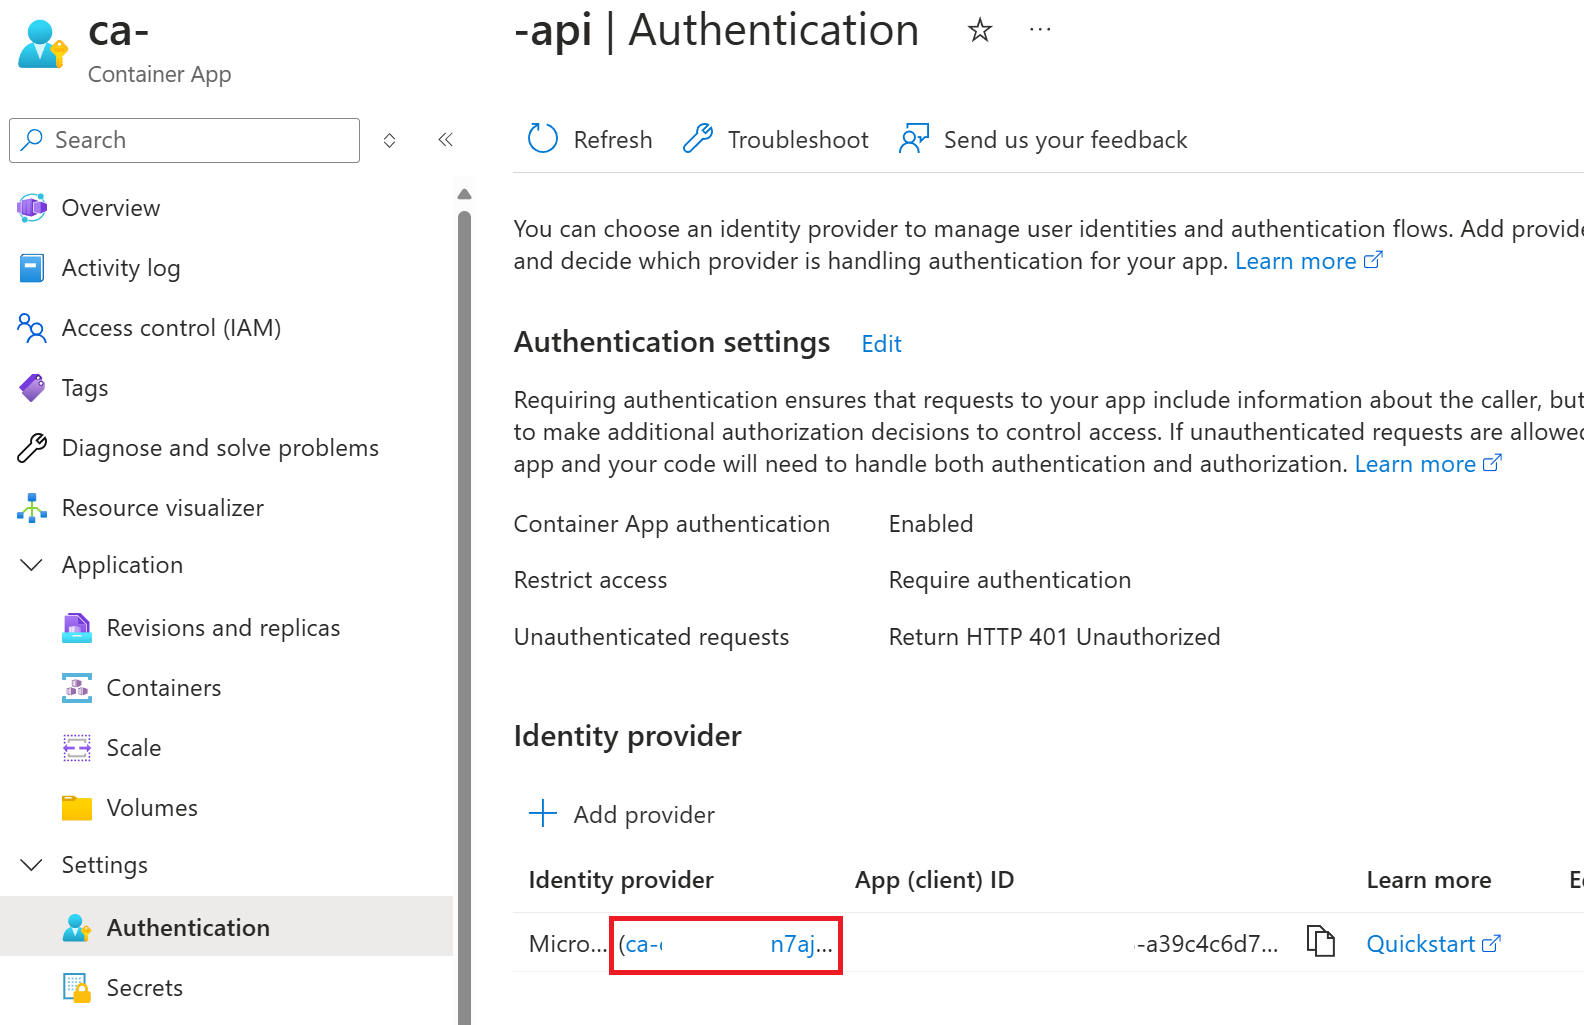 ca-
Container App
-api | Authentication
Search
Refresh
Troubleshoot
Send us your feedback
Overview
Activity log
Access control (IAM)
Tags
Diagnose and solve problems
Resource visualizer
Application
Revisions and replicas
Containers
Scale
Volumes
Settings
Authentication
Secrets
You can choose an identity provider to manage user identities and authentication flows. Add
and decide which provider is handling authentication for your app. Learn more
Authentication settings Edit
Requiring authentication ensures that requests to your app include information about the caller, but
to make additional authorization decisions to control access. If unauthenticated requests are
app and your code will need to handle both authentication and authorization. Learn more
Container App authentication Enabled
Restrict access Require authentication
Unauthenticated requests Return HTTP 401 Unauthorized
Identity provider
Add provider
Identity provider App (client) ID Learn more
Micro... (ca- n7aj... -a39c4c6d7... Quickstart